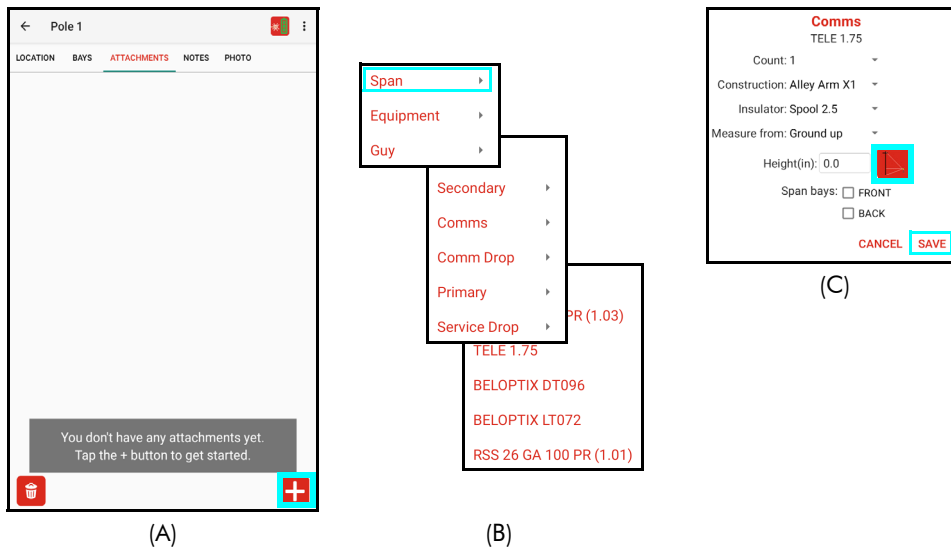 Pole 1
LOCATION BAYS ATTACHMENTS NOTES PHOTO
You don't have any attachments yet.
Tap the + button to get started.
(A)
Span
Equipment
Guy
Secondary
Comms
Comm Drop
Primary
Service Drop
PR (1.03)
TELE 1.75
BELOPTIX DT096
BELOPTIX LT072
RSS 26 GA 100 PR (1.01)
(B)
Comms
TELE 1.75
Count: 1
Construction: Alley Arm X1
Insulator: Spool 2.5
Measure from: Ground up
Height(in): 0.0
Span bays: FRONT
BACK
CANCEL SAVE
(C)